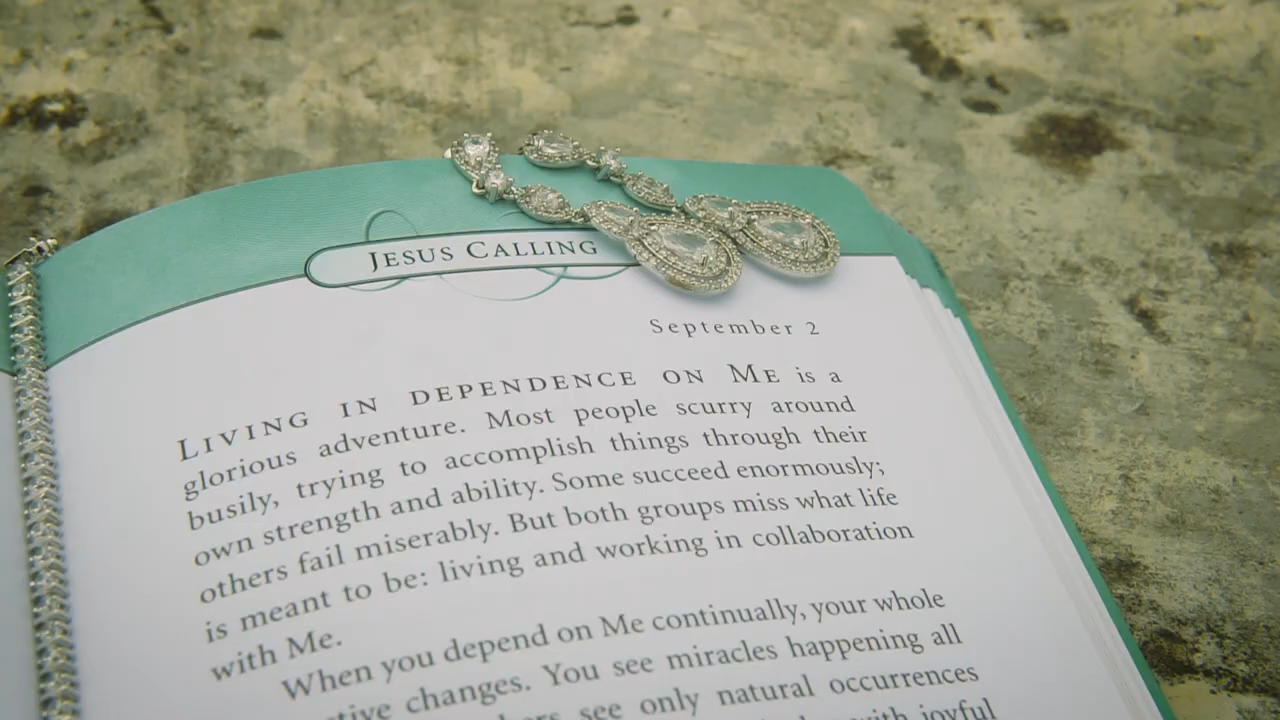 JESUS CALLING
September 2
LIVING IN DEPENDENCE ON ME is a
glorious adventure. Most people scurry around
busily, trying to accomplish things through their
own strength and ability. Some succeed enormously;
others fail miserably. But both groups miss what life
is meant to be: living and working in collaboration
with Me.
When you depend on Me continually, your whole
changes. You see miracles happening all
see only natural occurrences
with joyful